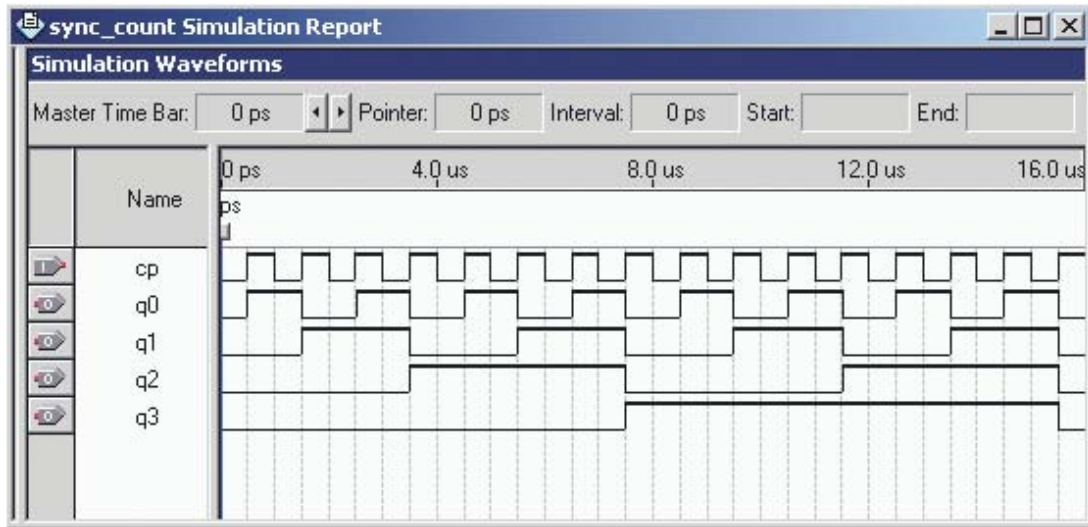 sync_count Simulation Report
Simulation Waveforms
Master Time Bar: 0 ps Pointer: 0 ps Interval: 0 ps Start: End:
Name
0 ps 4.0 us 8.0 us 12.0 us 16.0 us
ps
cp
q0
q1
q2
q3